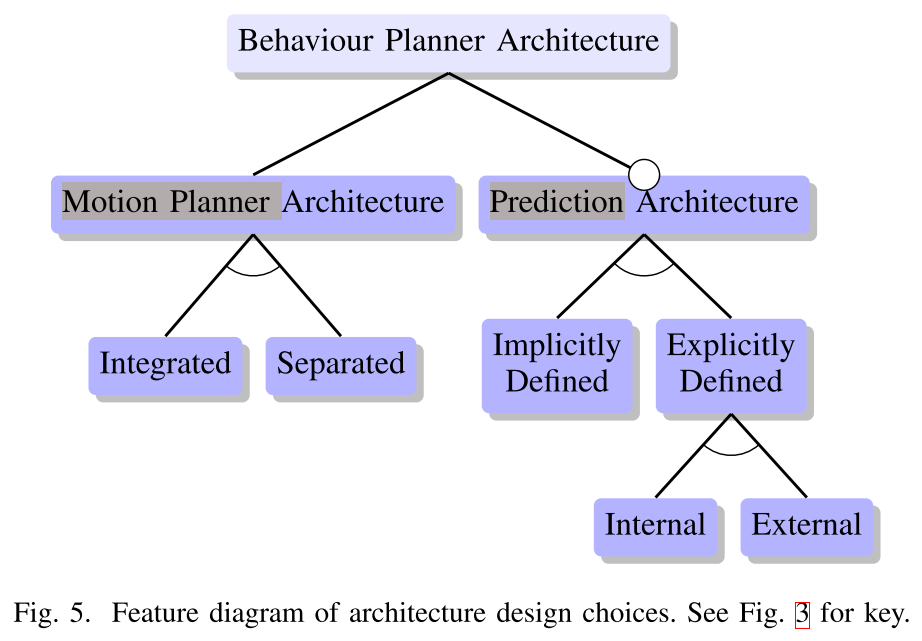 Behaviour Planner Architecture
Motion Planner Architecture
Prediction Architecture
Integrated
Separated
Implicitly
Defined
Explicitly
Defined
Internal
External
Fig. 5. Feature diagram of architecture design choices. See Fig. 3 for key.